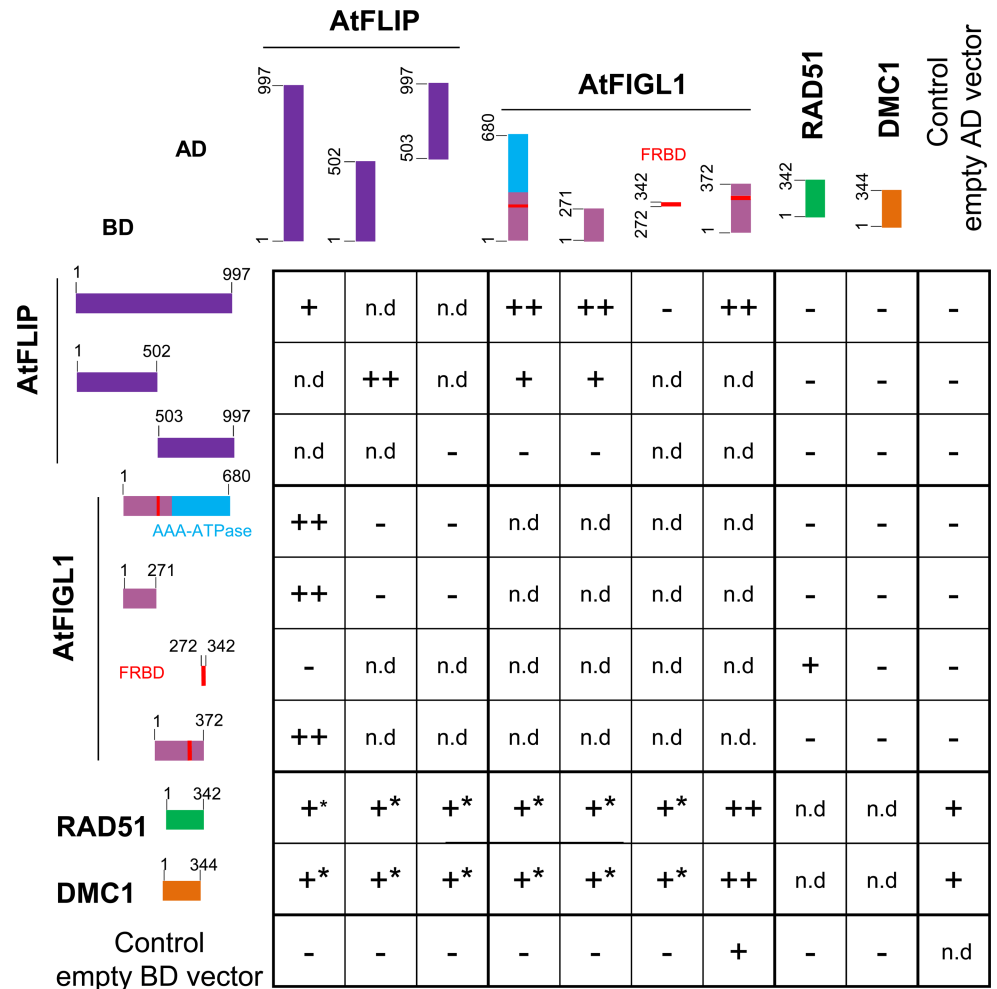 AtFLIP
AtFIGL1
RAD51
DMC1
Control
empty AD vector
AD
BD
997
1
502
1
997
503
680
1
271
1
FRBD
342
272
372
1
342
1
344
1
AtFLIP
1 997
+ n.d n.d ++ ++ - ++ - - -
1 502
n.d ++ n.d + + n.d n.d - - -
503 997
n.d n.d - - - n.d n.d - - -
AtFIGL1
1 680
AAA-ATPase
++ - - n.d n.d n.d n.d - - -
1 271
++ - - n.d n.d n.d n.d - - -
272 342
FRBD
- n.d n.d n.d n.d n.d n.d + - -
1 372
++ n.d n.d n.d n.d n.d n.d. - - -
1 342
RAD51
+* +* +* +* +* +* ++ n.d n.d +
1 344
DMC1
+* +* +* +* +* +* ++ n.d n.d +
Control
empty BD vector
- - - - - - + - - n.d